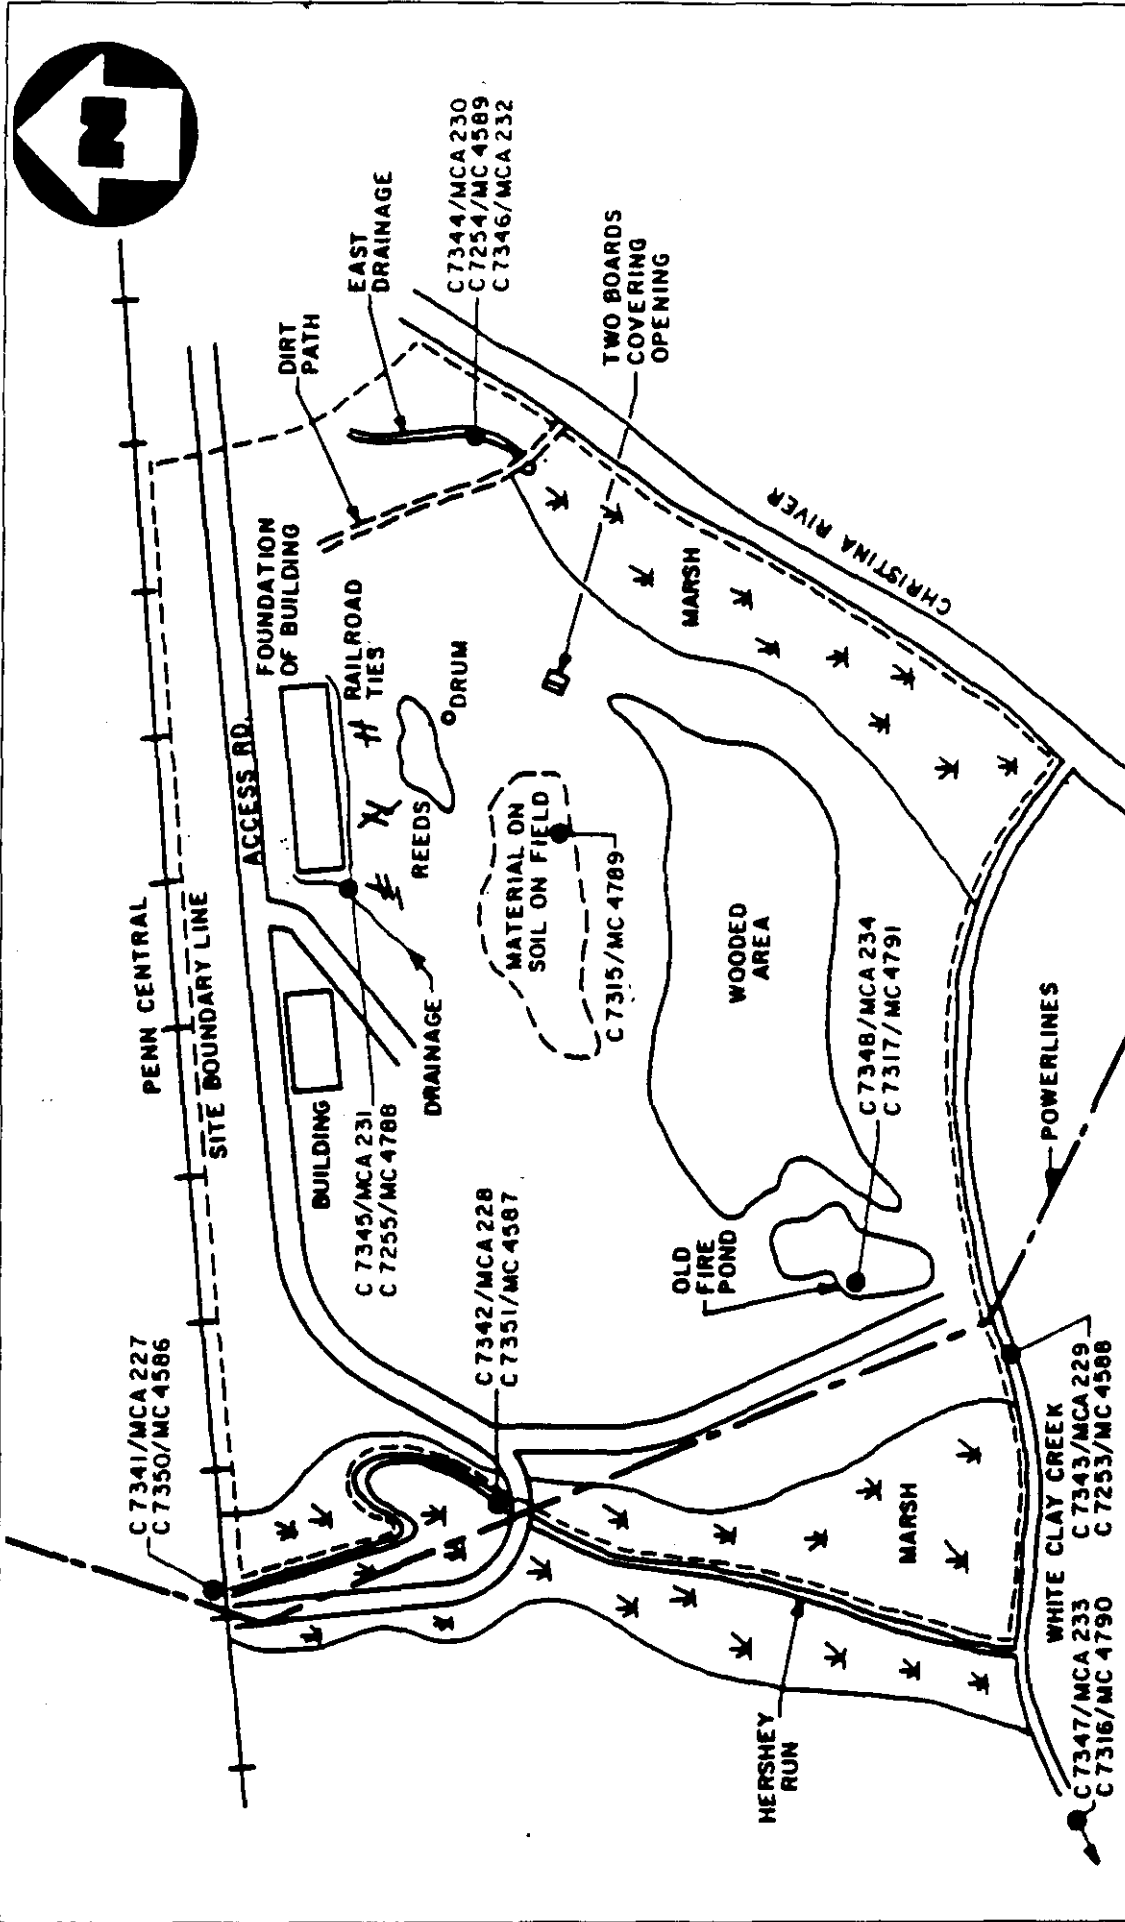 N
PENN CENTRAL
SITE BOUNDARY LINE
ACCESS RD.
C 7341/MCA 227
C 7350/MC 4586
BUILDING
FOUNDATION
OF BUILDING
DIRT
PATH
EAST
DRAINAGE
C 7344/MCA 230
C 7254/MC 4589
C 7346/MCA 232
RAILROAD
TIES
REEDS
DRUM
DRAINAGE
C 7345/MCA 231
C 7255/MC 4788
C 7342/MCA 228
C 7351/MC 4587
MATERIAL ON
SOIL ON FIELD
C 7315/MC 4789
TWO BOARDS
COVERING
OPENING
MARSH
CHRISTINA RIVER
WOODED
AREA
OLD
FIRE
POND
C 7348/MCA 234
C 7317/MC 4791
HERSHEY
RUN
MARSH
POWERLINES
WHITE CLAY CREEK
C 7347/MCA 233
C 7316/MC 4790
C 7343/MCA 229
C 7253/MC 4588